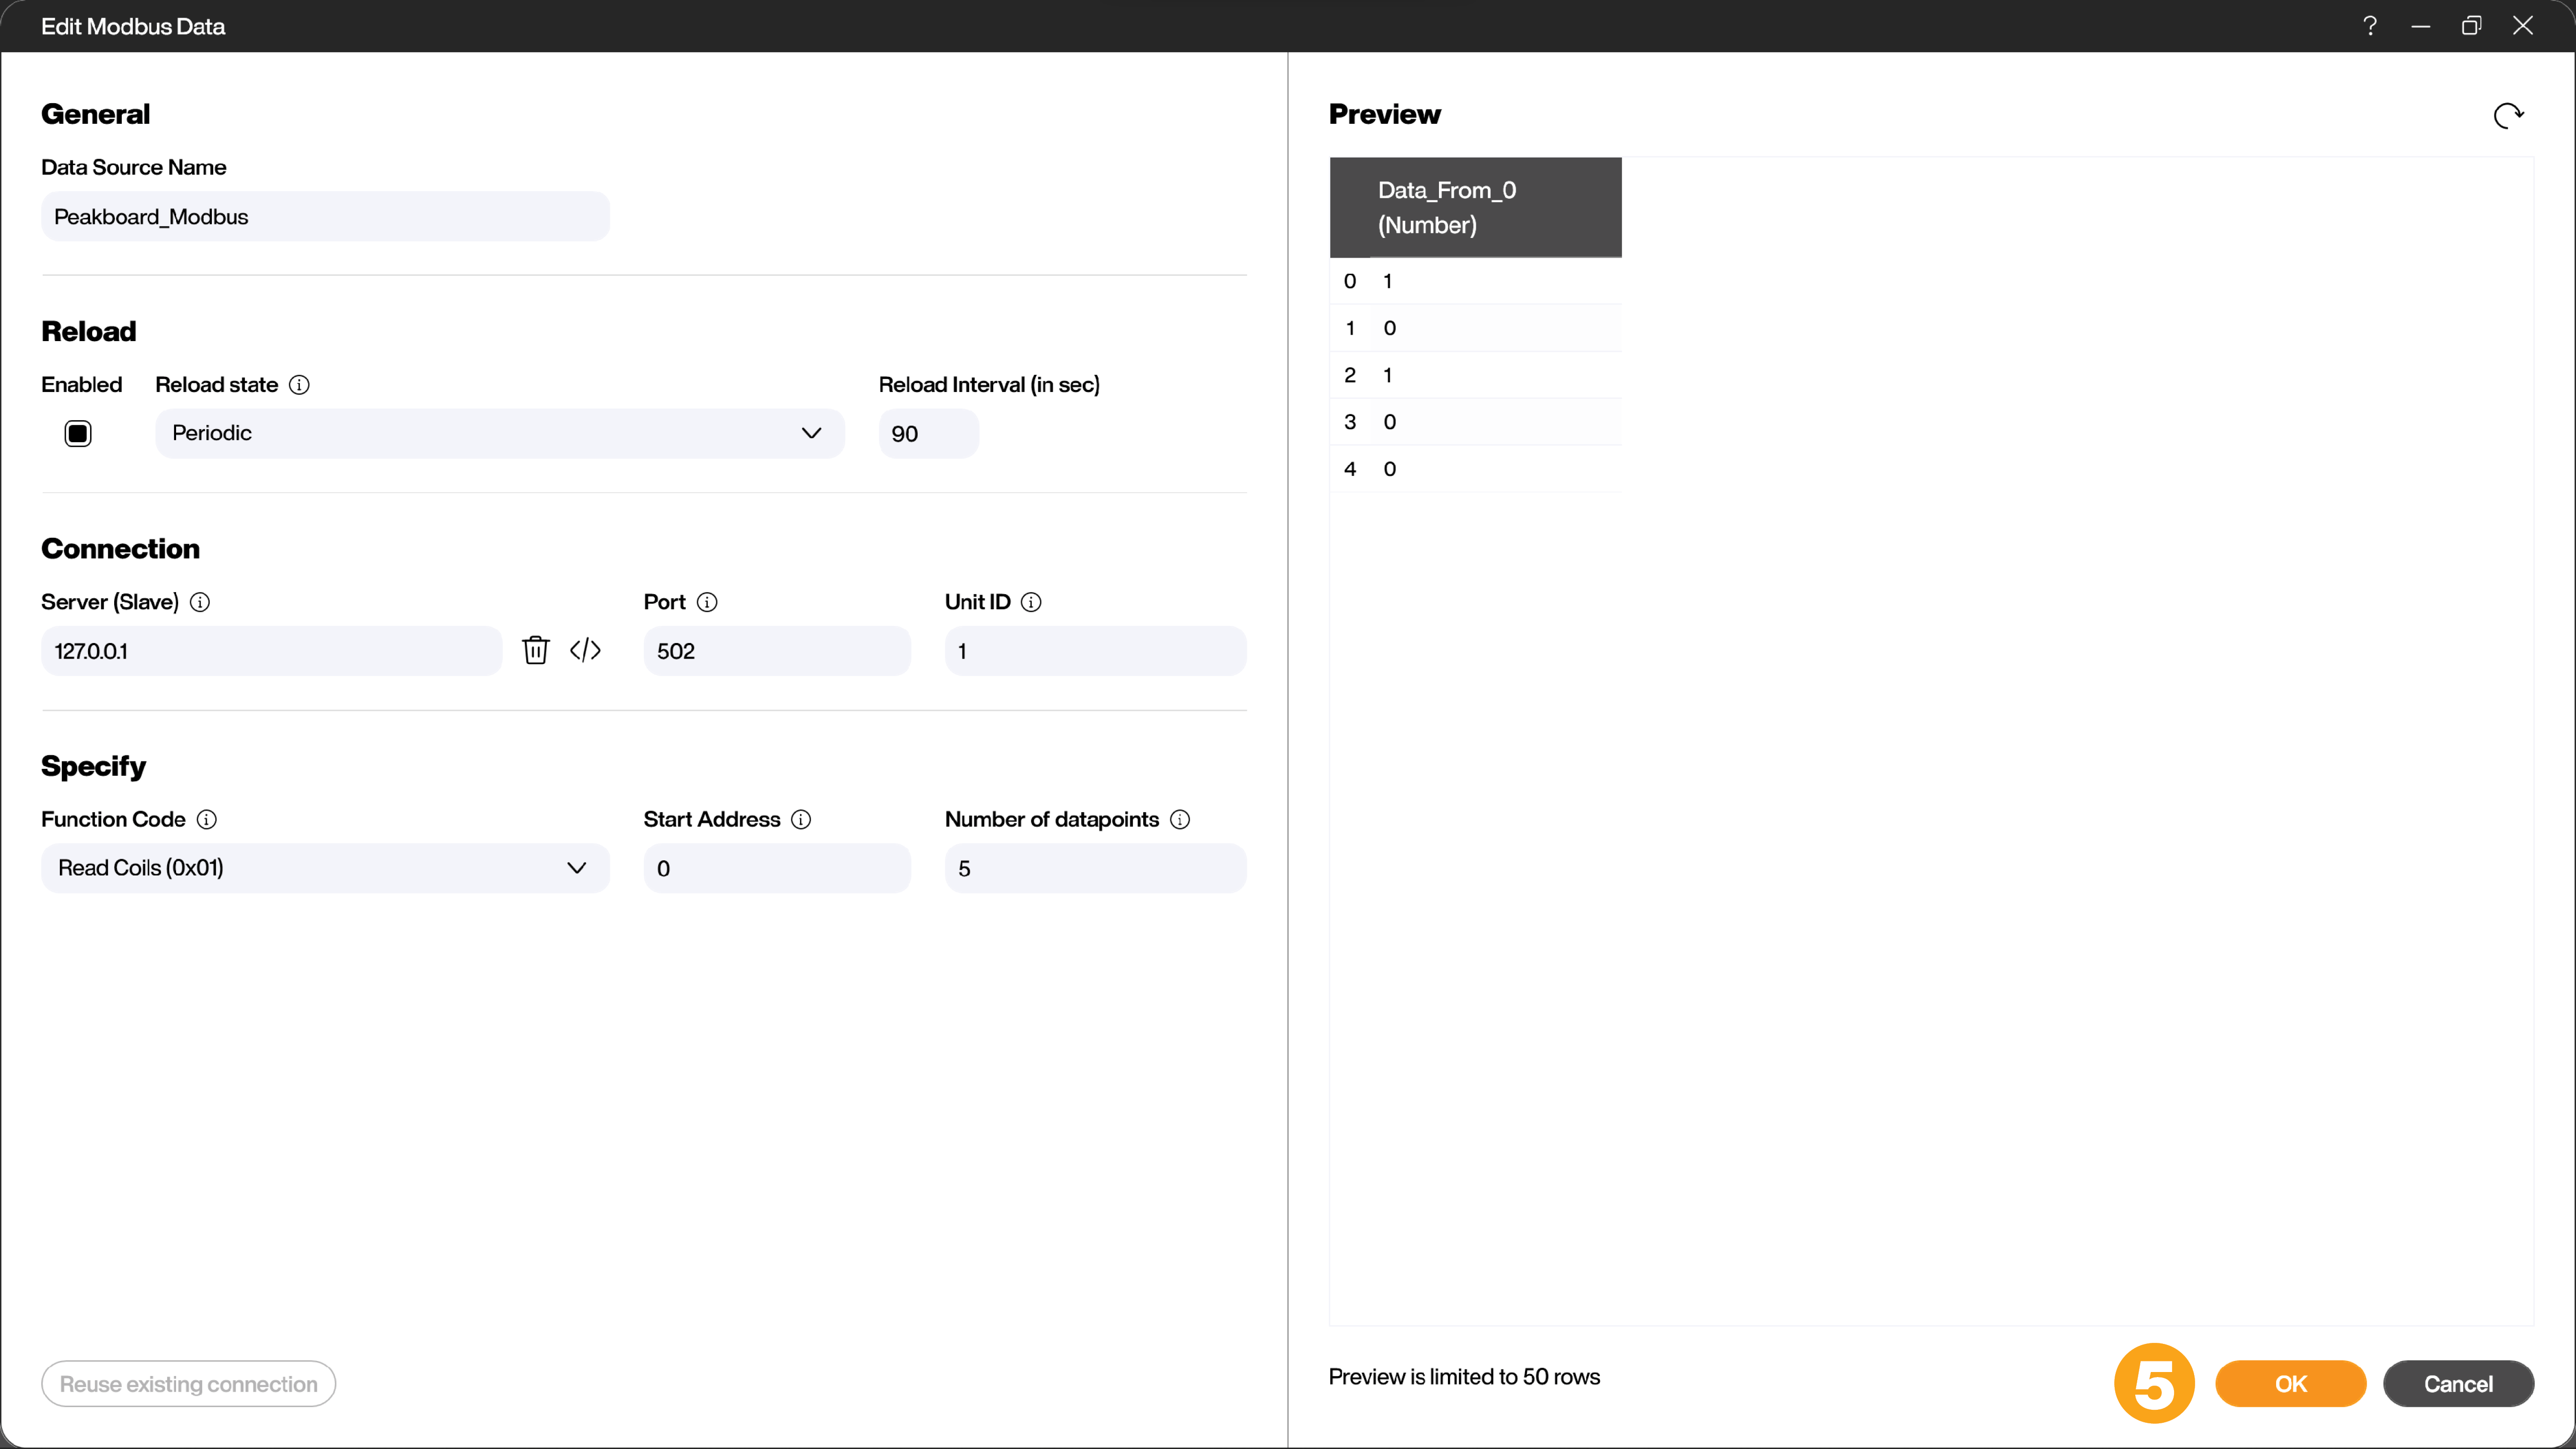 Edit Modbus Data
?
General
Data Source Name
Peakboard_Modbus
Reload
Enabled
Reload state
Reload Interval (in sec)
Periodic
90
Connection
Server (Slave)
Port
Unit ID
127.0.0.1
</>
502
1
Specify
Function Code
Start Address
Number of datapoints
Read Coils (0x01)
0
5
Reuse existing connection
Preview
Data_From_0
(Number)
0 1
1 0
2 1
3 0
4 0
Preview is limited to 50 rows
5
OK
Cancel